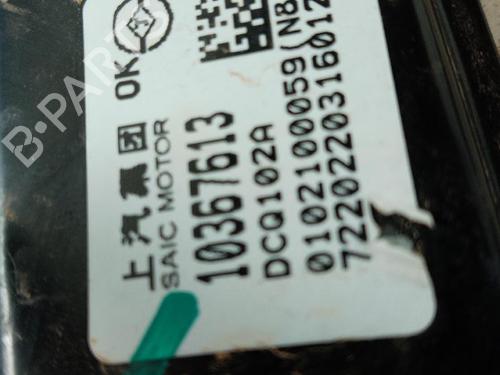 OK
上汽集团
SAIC MOTOR
10367613
DCQ102A
0102100059(N8
7220220316012
B-PARTS